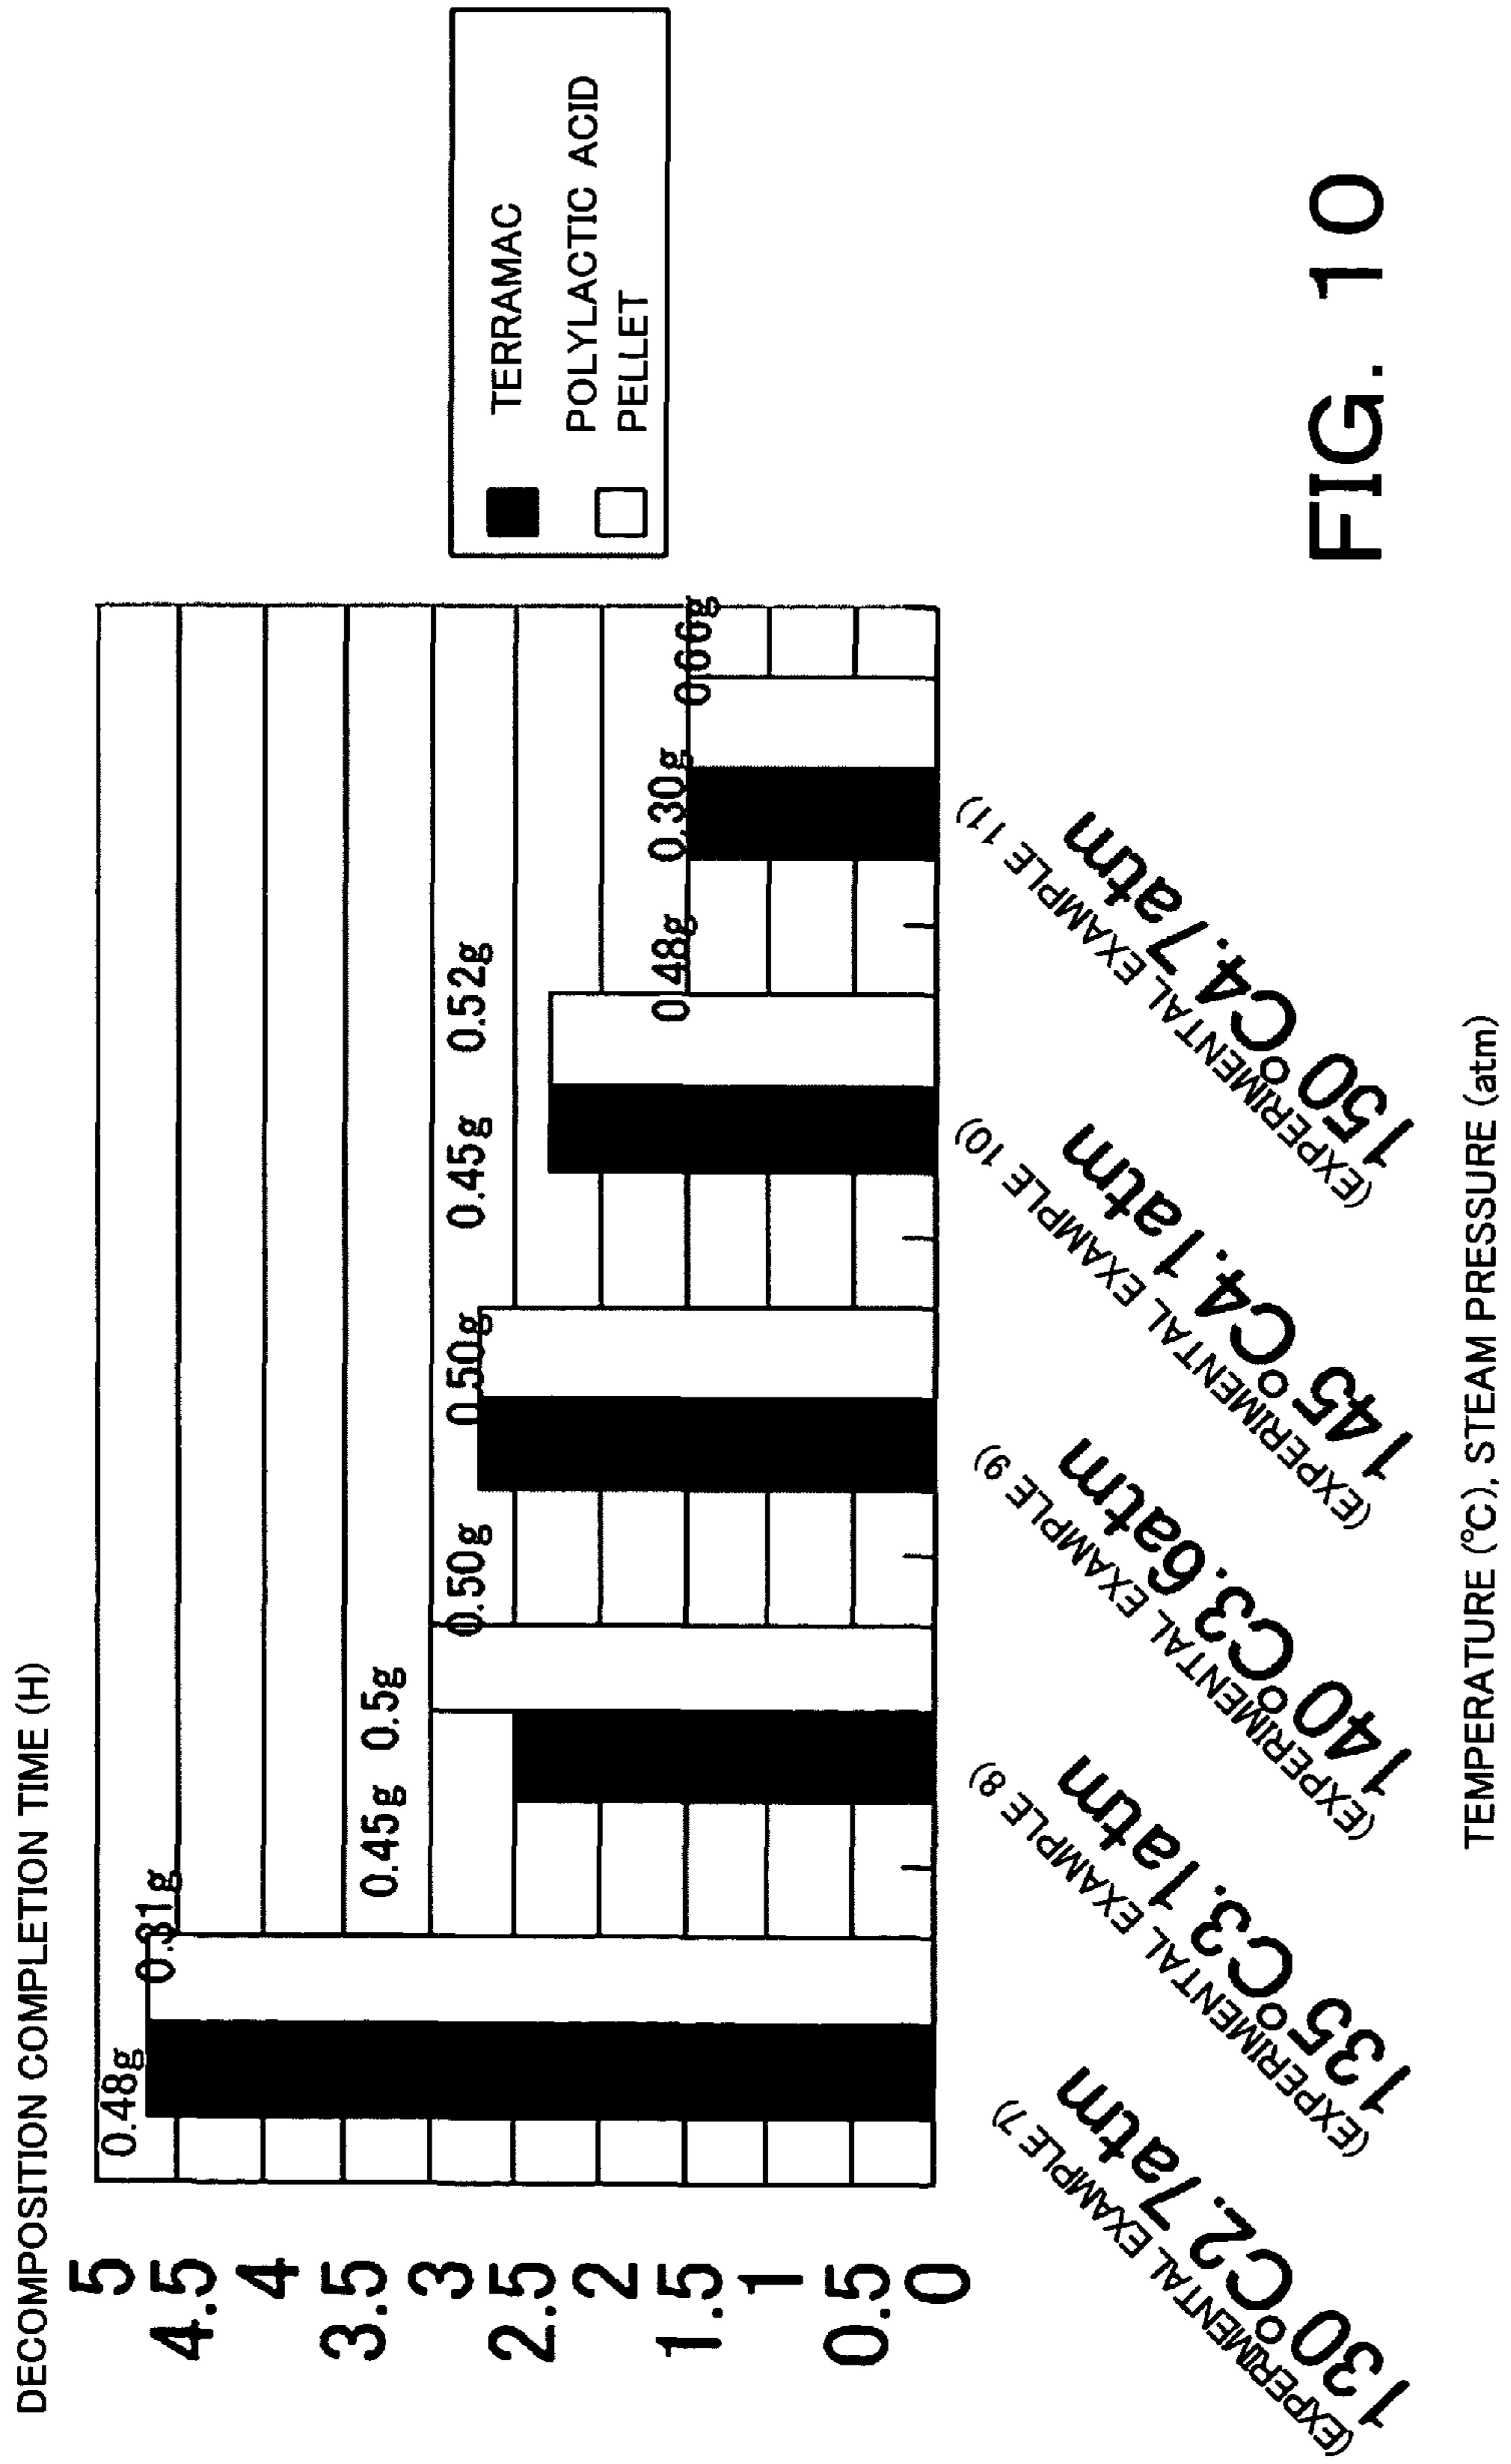 DECOMPOSITION COMPLETION TIME (H)
5
4.5
4
3.5
3
2.5
2
1.5
1
0.5
0
0.48g
0.31g
0.45g
0.5g
0.50g
0.50g
0.45g
0.52g
0.48g
0.30g
0.66g
TERRAMAC
POLYLACTIC ACID
PELLET
(EXPERIMENTAL EXAMPLE 7)
130°C2.7atm
(EXPERIMENTAL EXAMPLE 8)
135°C3.1atm
(EXPERIMENTAL EXAMPLE 9)
140°C3.6atm
(EXPERIMENTAL EXAMPLE 10)
145°C4.1atm
(EXPERIMENTAL EXAMPLE 11)
150°C4.7atm
TEMPERATURE (°C), STEAM PRESSURE (atm)
FIG. 10